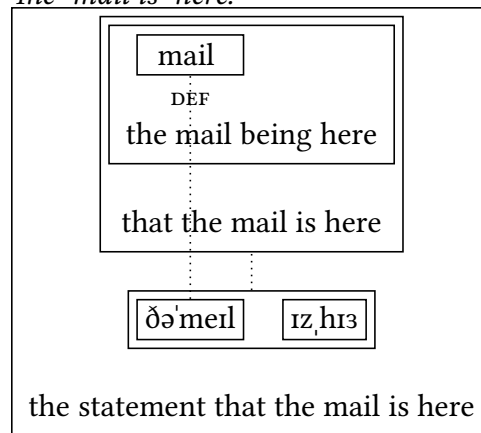 The mail is here.
mail
DEF
the mail being here
that the mail is here
ðəˈmeɪl ɪzˌhɪɜ
the statement that the mail is here